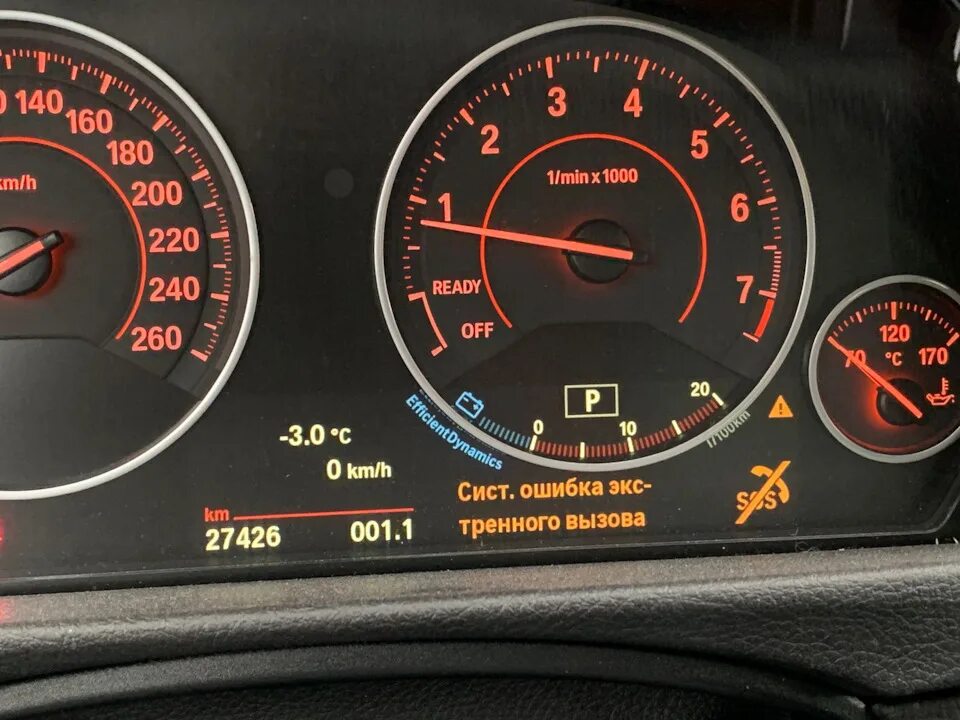 140
160
180
200
220
240
260
km/h
1
2
3
4
5
6
7
1/min x 1000
READY
OFF
P
0
10
20
EfficientDynamics
l/100km
70
120
170
°C
-3.0 °C
0 km/h
km
27426 001.1
Сист. ошибка экс-
тренного вызова
SOS